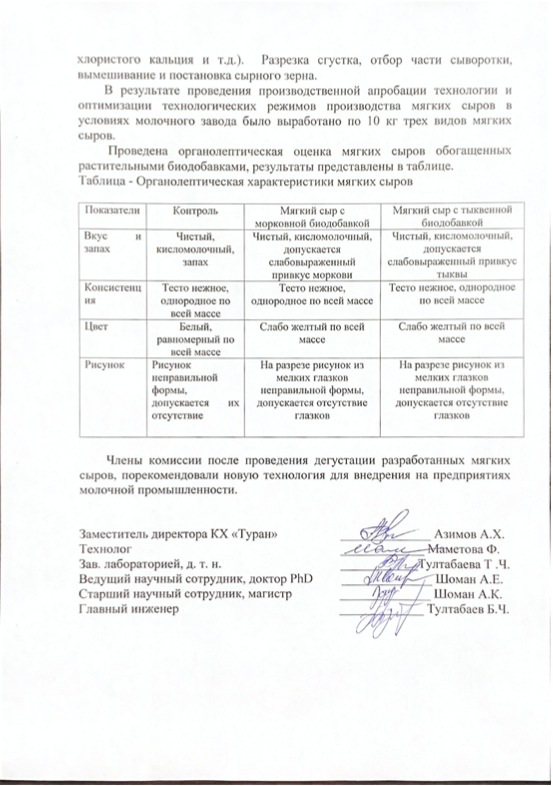 хлористого кальция и т.д.). Разрезка сгустка, отбор части сыворотки,
вымешивание и постановка сырного зерна.
В результате проведения производственной апробации технологии и
оптимизации технологических режимов производства мягких сыров в
условиях молочного завода было выработано по 10 кг трех видов мягких
сыров.
Проведена органолептическая оценка мягких сыров обогащенных
растительными биодобавками, результаты представлены в таблице.
Таблица - Органолептическая характеристики мягких сыров
Показатели
Контроль
Мягкий сыр с
морковной биодобавкой
Мягкий сыр с тыквенной
биодобавкой
Вкус и
запах
Чистый,
кисломолочный,
запах
Чистый, кисломолочный,
допускается
слабовыраженный
привкус моркови
Чистый, кисломолочный,
допускается
слабовыраженный привкус
тыквы
Консистенц
ия
Тесто нежное,
однородное по
всей массе
Тесто нежное,
однородное по всей массе
Тесто нежное, однородное
по всей массе
Цвет
Белый,
равномерный по
всей массе
Слабо желтый по всей
массе
Слабо желтый по всей
массе
Рисунок
Рисунок
неправильной
формы,
допускается их
отсутствие
На разрезе рисунок из
мелких глазков
неправильной формы,
допускается отсутствие
глазков
На разрезе рисунок из
мелких глазков
неправильной формы,
допускается отсутствие
глазков
Члены комиссии после проведения дегустации разработанных мягких
сыров, порекомендовали новую технология для внедрения на предприятиях
молочной промышленности.
Заместитель директора КХ «Туран» Азимов А.Х.
Технолог Маметова Ф.
Зав. лабораторией, д. т. н. Тултабаева Т .Ч.
Ведущий научный сотрудник, доктор PhD Шоман А.Е.
Старший научный сотрудник, магистр Шоман А.К.
Главный инженер Тултабаев Б.Ч.